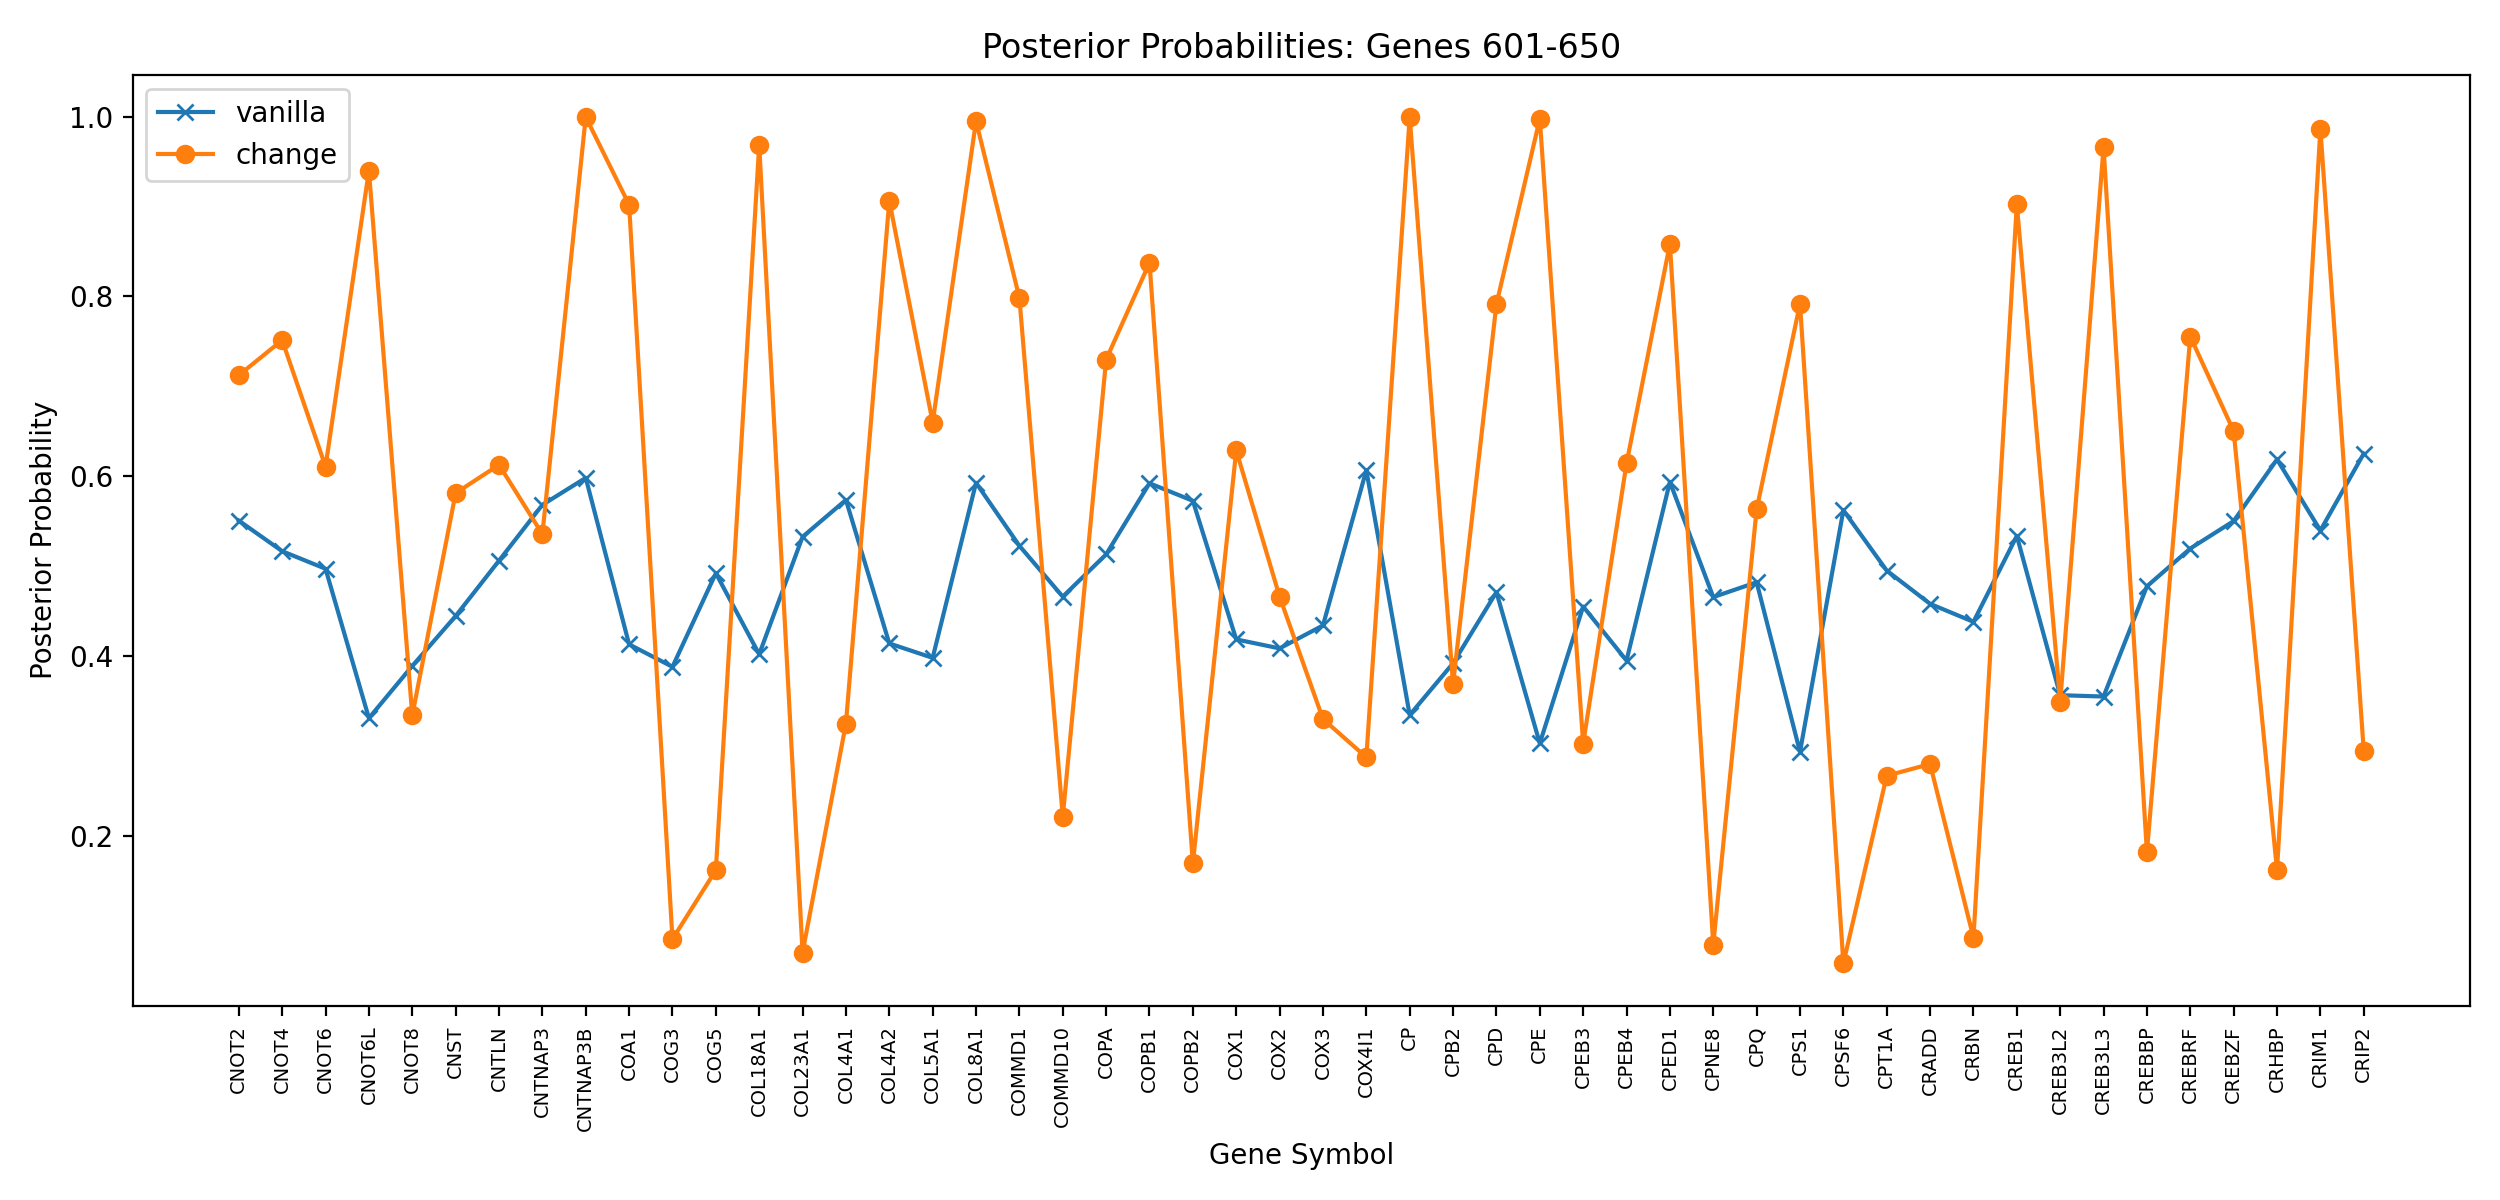 Posterior Probabilities: Genes 601-650
vanilla
change
1.0
0.8
0.6
0.4
0.2
Posterior Probability
CNOT2
CNOT4
CNOT6
CNOT6L
CNOT8
CNST
CNTLN
CNTNAP3
CNTNAP3B
COA1
COG3
COG5
COL18A1
COL23A1
COL4A1
COL4A2
COL5A1
COL8A1
COMMD1
COMMD10
COPA
COPB1
COPB2
COX1
COX2
COX3
COX4I1
CP
CPB2
CPD
CPE
CPEB3
CPEB4
CPED1
CPNE8
CPQ
CPS1
CPSF6
CPT1A
CRADD
CRBN
CREB1
CREB3L2
CREB3L3
CREBBP
CREBRF
CREBZF
CRHBP
CRIM1
CRIP2
Gene Symbol